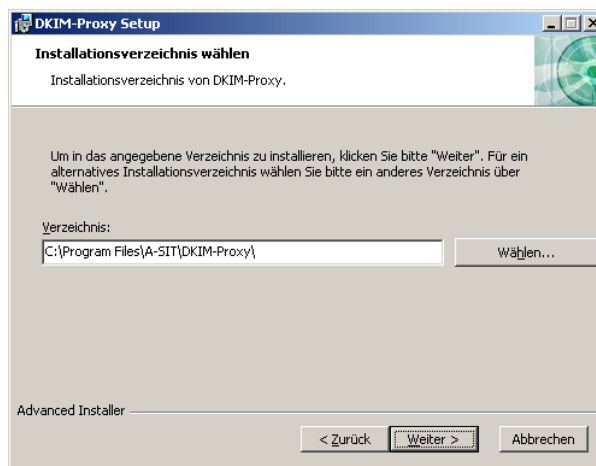 DKIM-Proxy Setup
Installationsverzeichnis wählen
Installationsverzeichnis von DKIM-Proxy.
Um in das angegebene Verzeichnis zu installieren, klicken Sie bitte "Weiter". Für ein
alternatives Installationsverzeichnis wählen Sie bitte ein anderes Verzeichnis über
"Wählen".
Verzeichnis:
C:\Program Files\A-SIT\DKIM-Proxy\
Wählen...
Advanced Installer
< Zurück
Weiter >
Abbrechen